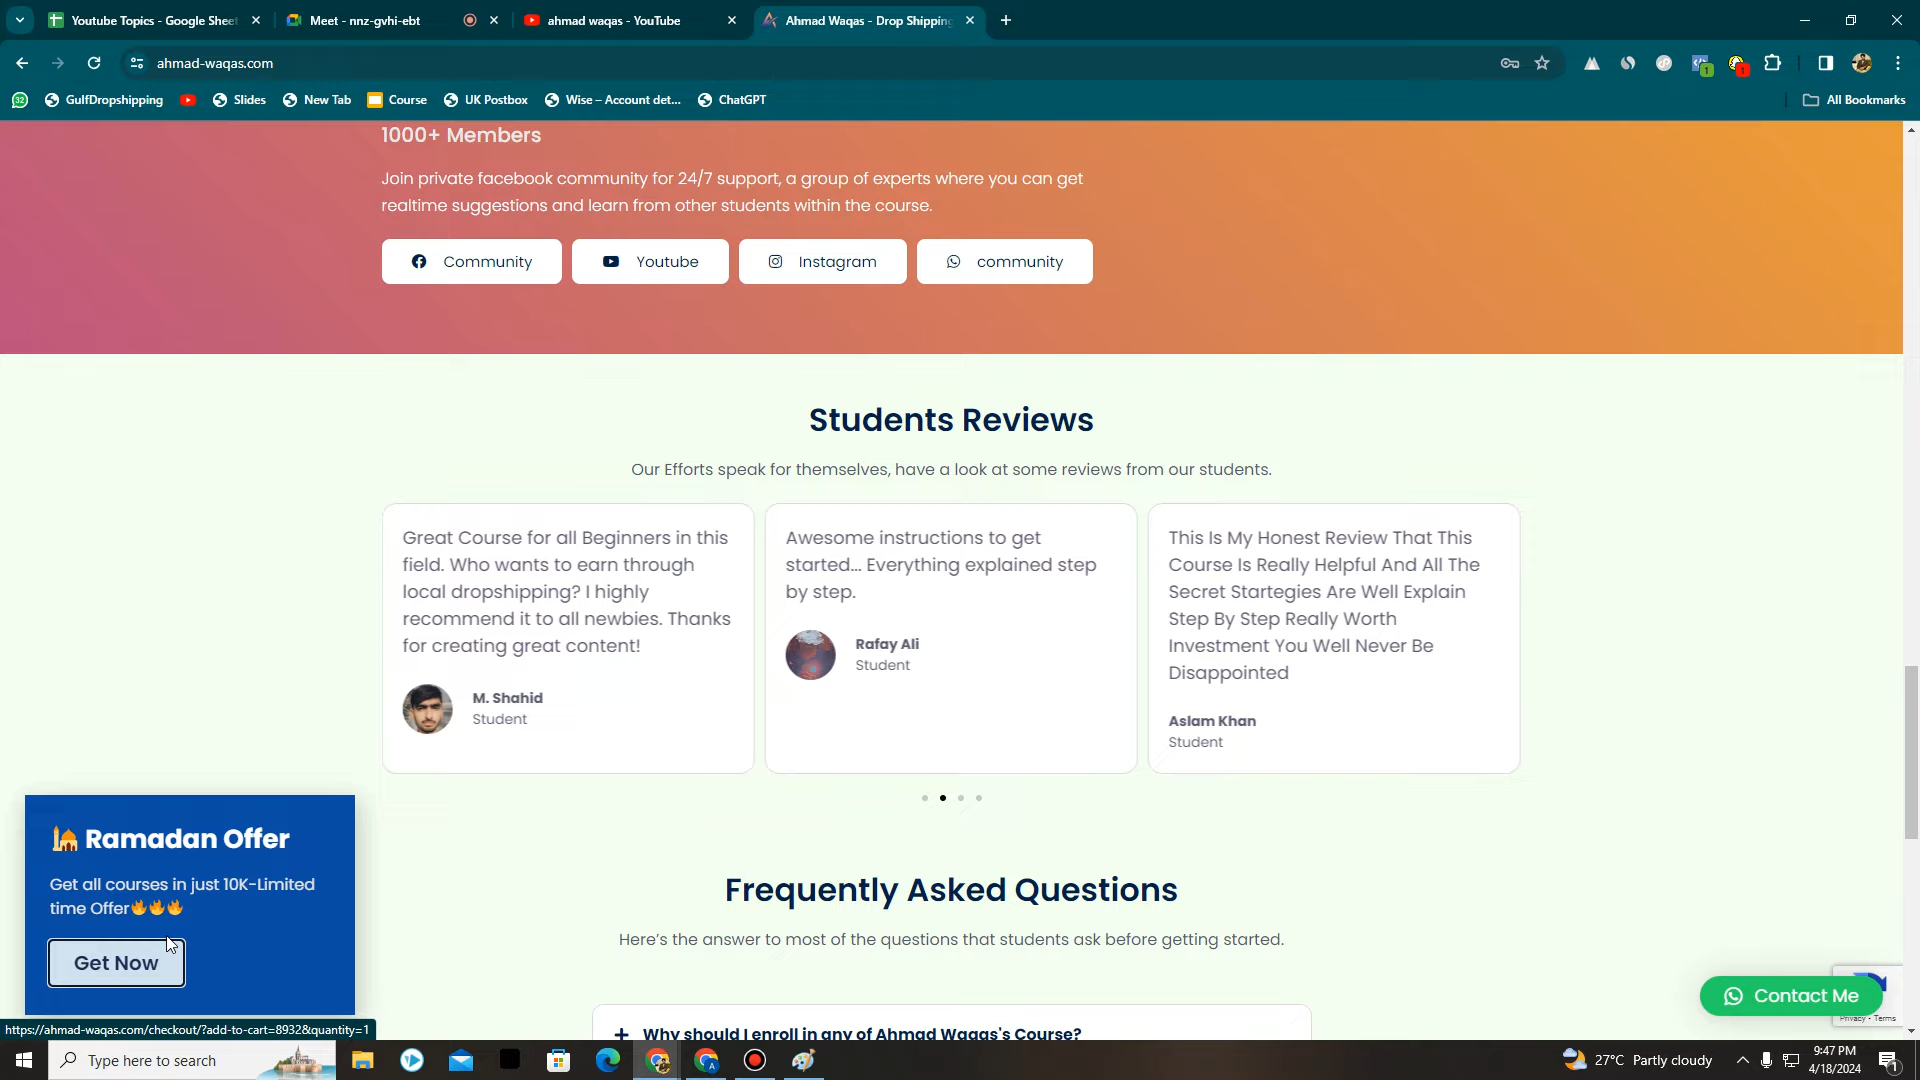 Youtube Topics - Google Sheet
Meet - nnz-gvhi-ebt
ahmad waqas - YouTube
Ahmad Waqas - Drop Shipping
ahmad-waqas.com
1
1
32
GulfDropshipping
Slides
New Tab
Course
UK Postbox
Wise – Account det...
ChatGPT
All Bookmarks
1000+ Members
Join private facebook community for 24/7 support, a group of experts where you can get
realtime suggestions and learn from other students within the course.
Community
Youtube
Instagram
community
Students Reviews
Our Efforts speak for themselves, have a look at some reviews from our students.
Great Course for all Beginners in this
field. Who wants to earn through
local dropshipping? I highly
recommend it to all newbies. Thanks
for creating great content!
M. Shahid
Student
Awesome instructions to get
started... Everything explained step
by step.
Rafay Ali
Student
This Is My Honest Review That This
Course Is Really Helpful And All The
Secret Startegies Are Well Explain
Step By Step Really Worth
Investment You Well Never Be
Disappointed
Aslam Khan
Student
Ramadan Offer
Get all courses in just 10K-Limited
time Offer🔥🔥🔥
Get Now
Frequently Asked Questions
Here's the answer to most of the questions that students ask before getting started.
Why should I enroll in any of Ahmad Waqas's Course?
Contact Me
Privacy - Terms
https://ahmad-waqas.com/checkout/?add-to-cart=8932&quantity=1
Type here to search
A
27°C Partly cloudy
9:47 PM
4/18/2024
1